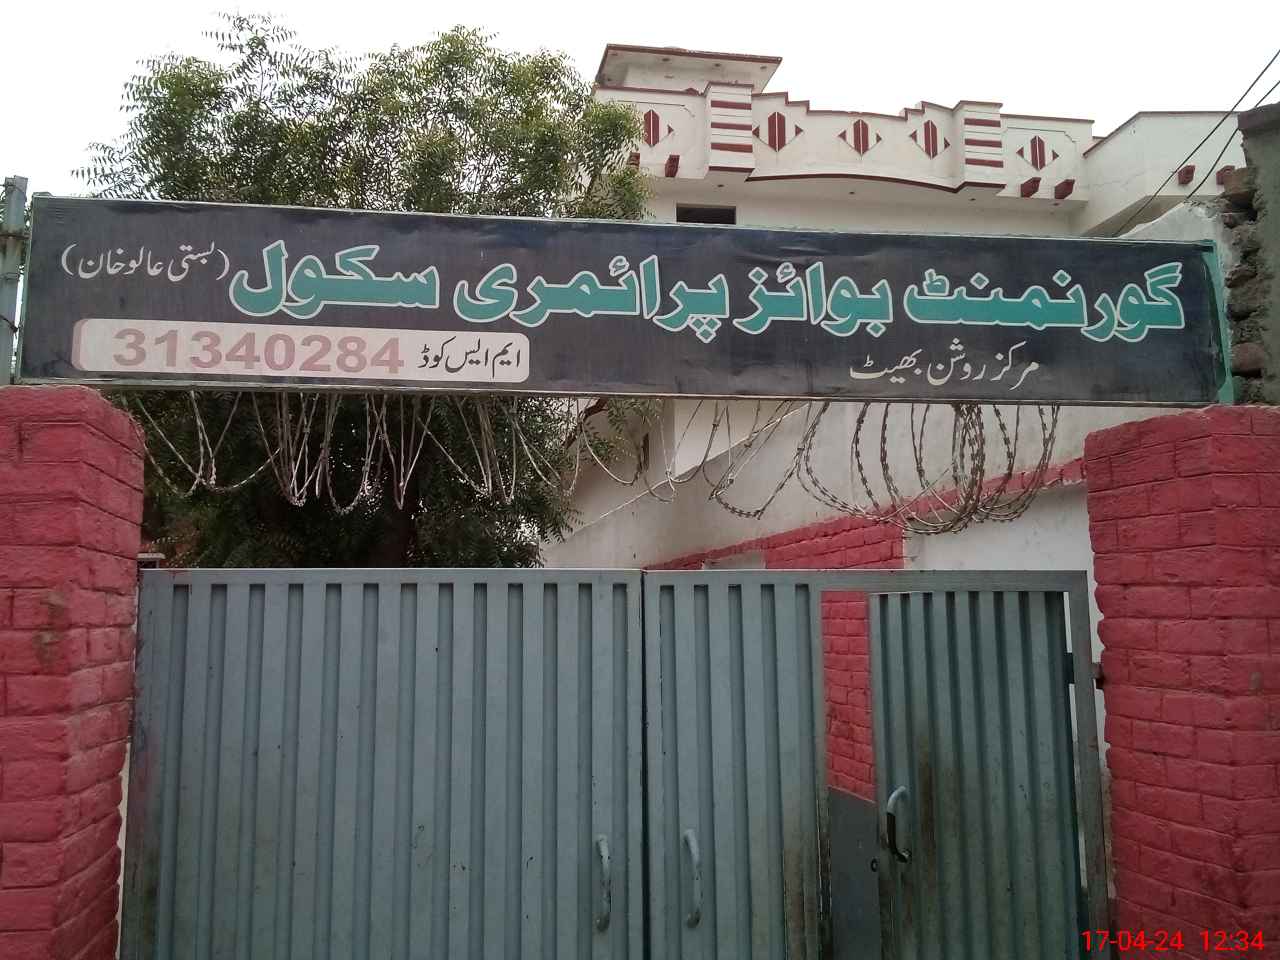 گورنمنٹ بوائز پرائمری سکول (بستی عالوخان)
مرکز روشن بھیٹ
ایم ایس کوڈ 31340284
17-04-24 12:34